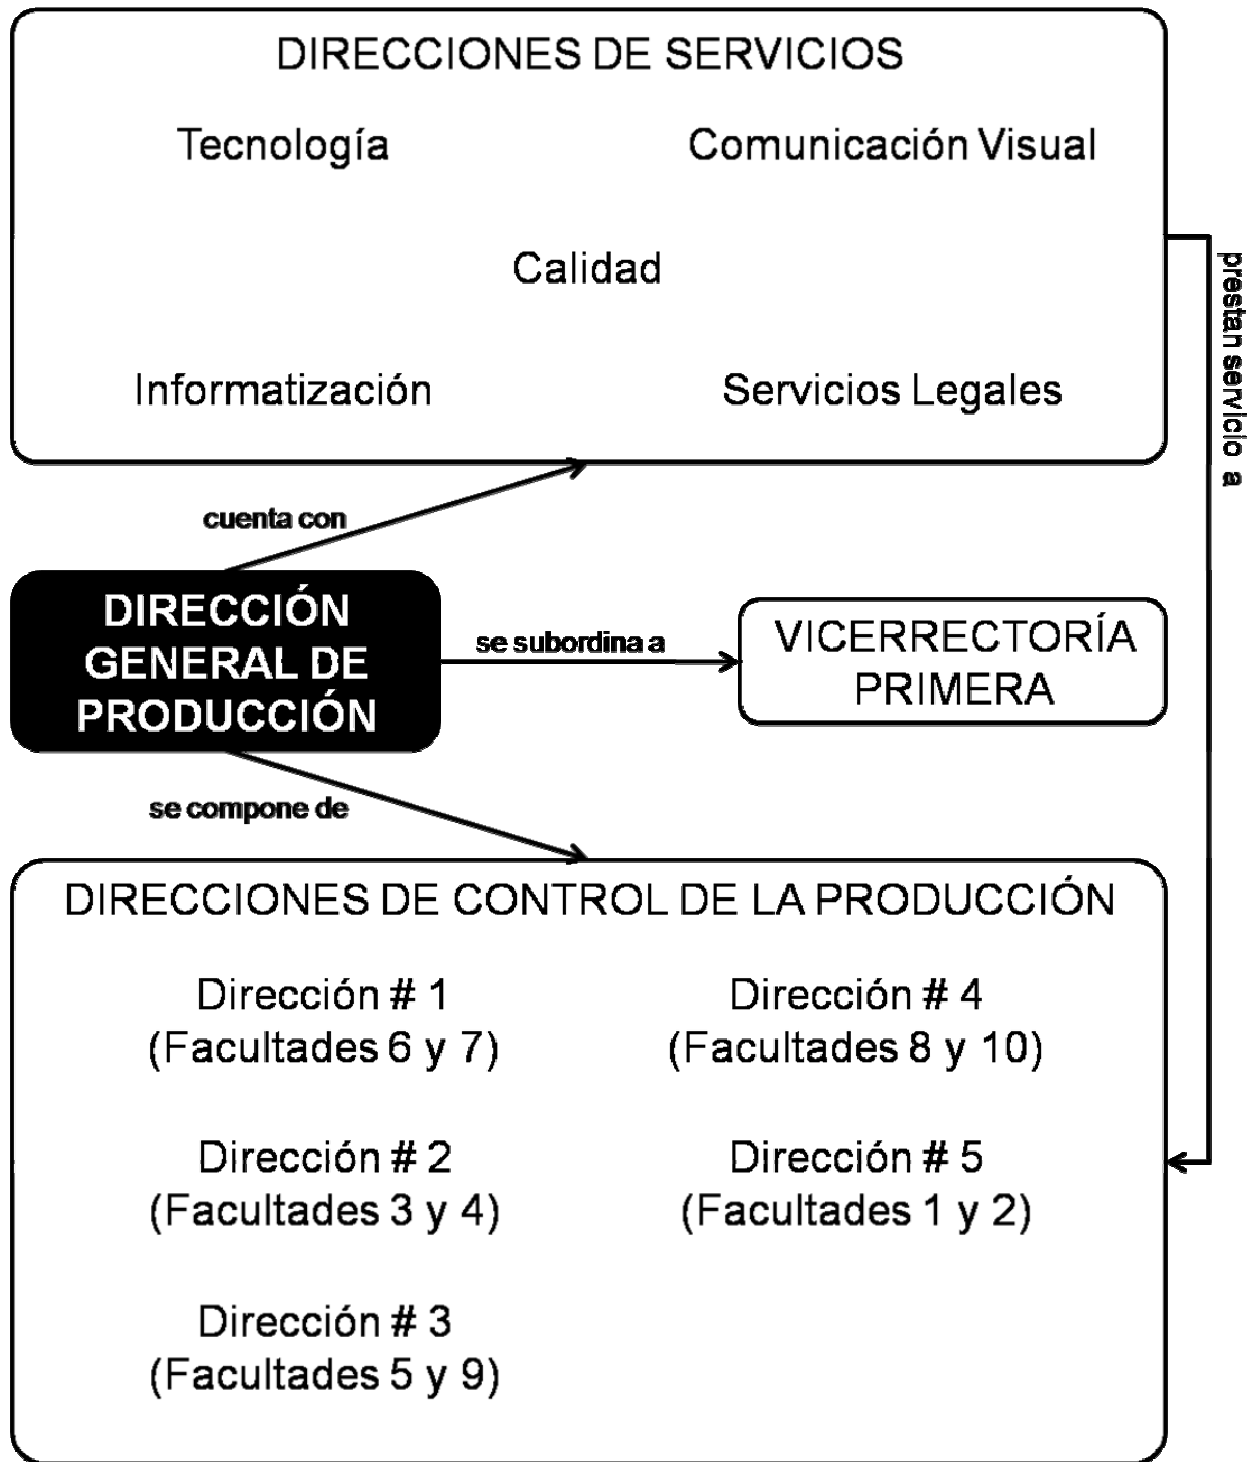 DIRECCIONES DE SERVICIOS
Tecnología
Comunicación Visual
Calidad
Informatización
Servicios Legales
prestan servicio a
cuenta con
DIRECCIÓN
GENERAL DE
PRODUCCIÓN
se subordina a
VICERRECTORÍA
PRIMERA
se compone de
DIRECCIONES DE CONTROL DE LA PRODUCCIÓN
Dirección # 1
(Facultades 6 y 7)
Dirección # 4
(Facultades 8 y 10)
Dirección # 2
(Facultades 3 y 4)
Dirección # 5
(Facultades 1 y 2)
Dirección # 3
(Facultades 5 y 9)